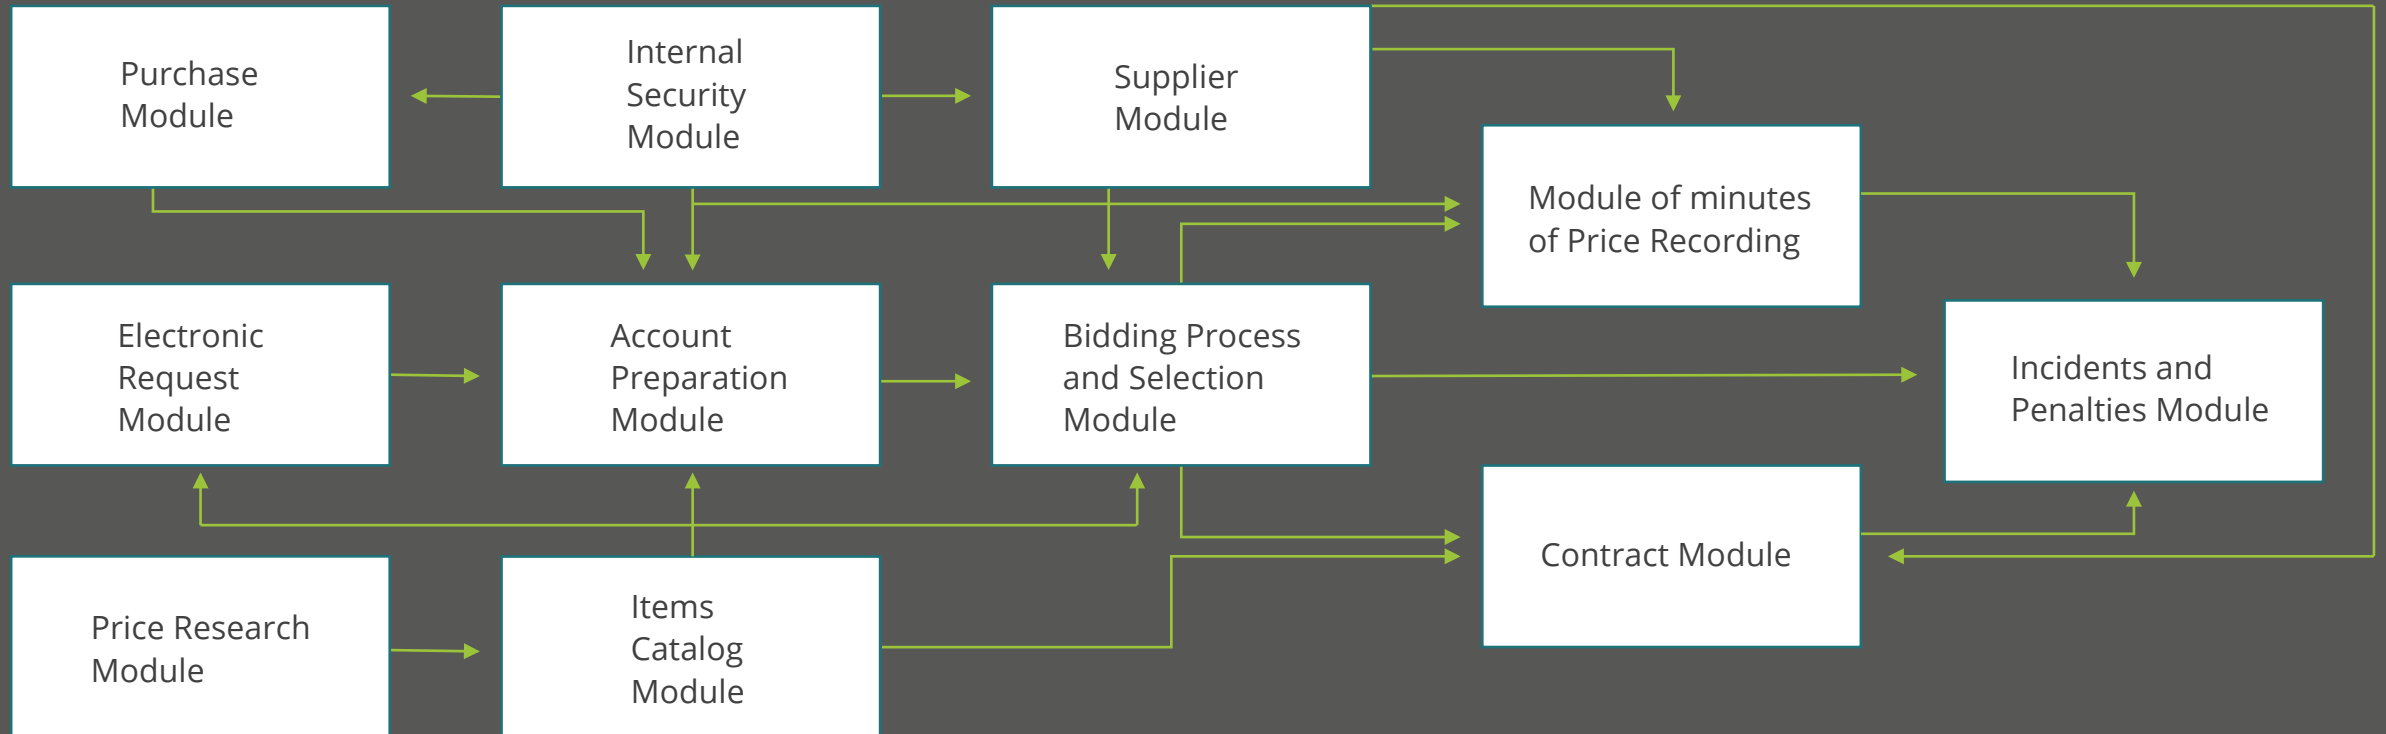 Purchase
Module
Internal
Security
Module
Supplier
Module
Module of minutes
of Price Recording
Electronic
Request
Module
Account
Preparation
Module
Bidding Process
and Selection
Module
Incidents and
Penalties Module
Contract Module
Price Research
Module
Items
Catalog
Module